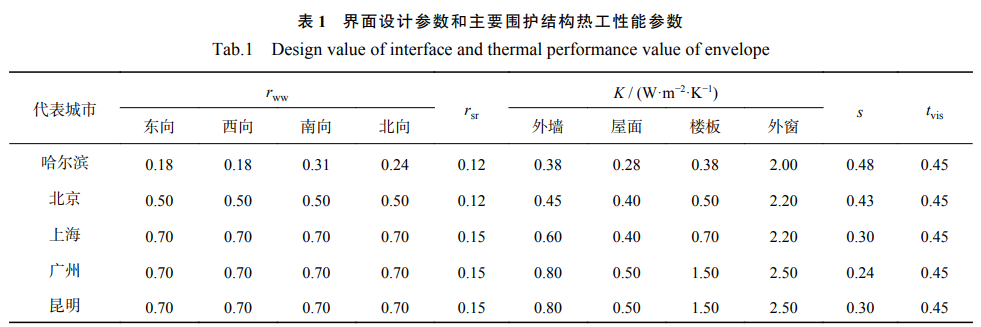 表 1 界面设计参数和主要围护结构热工性能参数
Tab.1 Design value of interface and thermal performance value of envelope
代表城市 rww rsr K / (W·m−2·K−1) s tvis
东向 西向 南向 北向 外墙 屋面 楼板 外窗
哈尔滨 0.18 0.18 0.31 0.24 0.12 0.38 0.28 0.38 2.00 0.48 0.45
北京 0.50 0.50 0.50 0.50 0.12 0.45 0.40 0.50 2.20 0.43 0.45
上海 0.70 0.70 0.70 0.70 0.15 0.60 0.40 0.70 2.20 0.30 0.45
广州 0.70 0.70 0.70 0.70 0.15 0.80 0.50 1.50 2.50 0.24 0.45
昆明 0.70 0.70 0.70 0.70 0.15 0.80 0.50 1.50 2.50 0.30 0.45